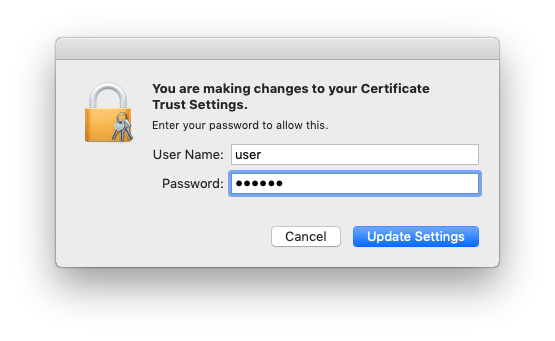 You are making changes to your Certificate
Trust Settings.
Enter your password to allow this.
User Name: user
Password: ●●●●●●
Cancel Update Settings